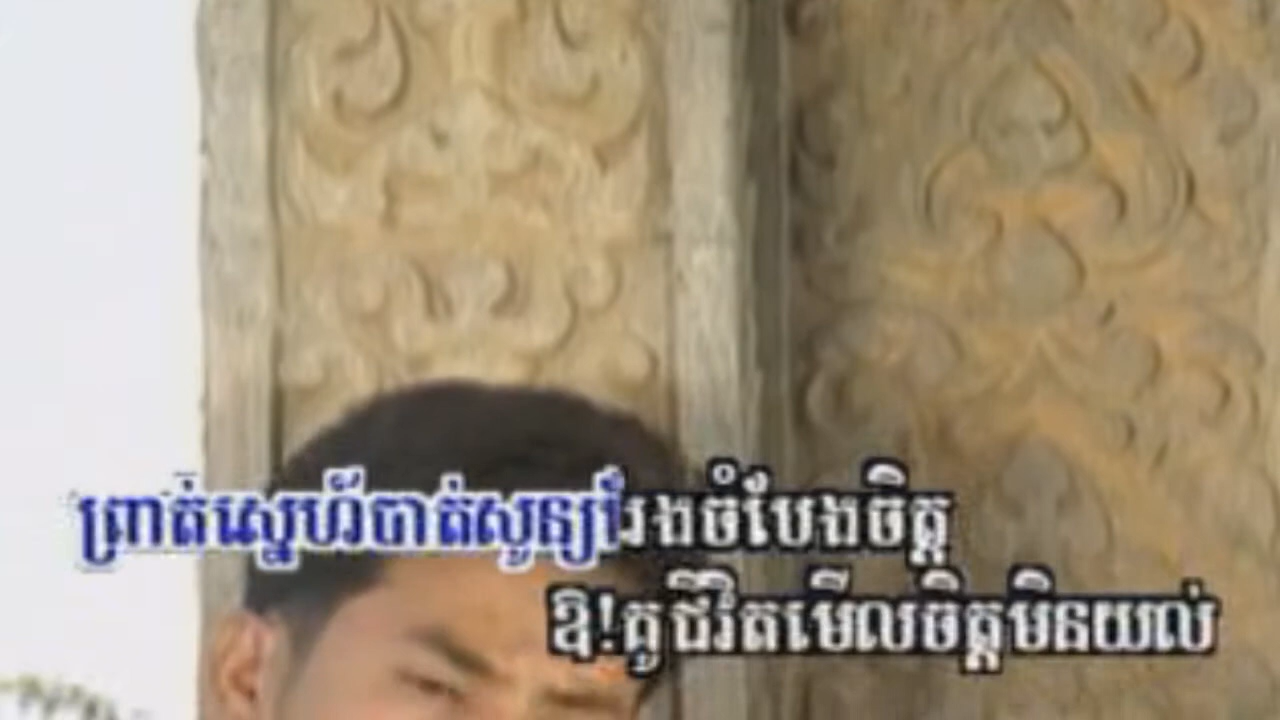 ព្រាត់ស្នេហ៍បាត់សូន្យរែងចំបែងចិត្ត
ឱ!គូជីវិតមើលចិត្តមិនយល់